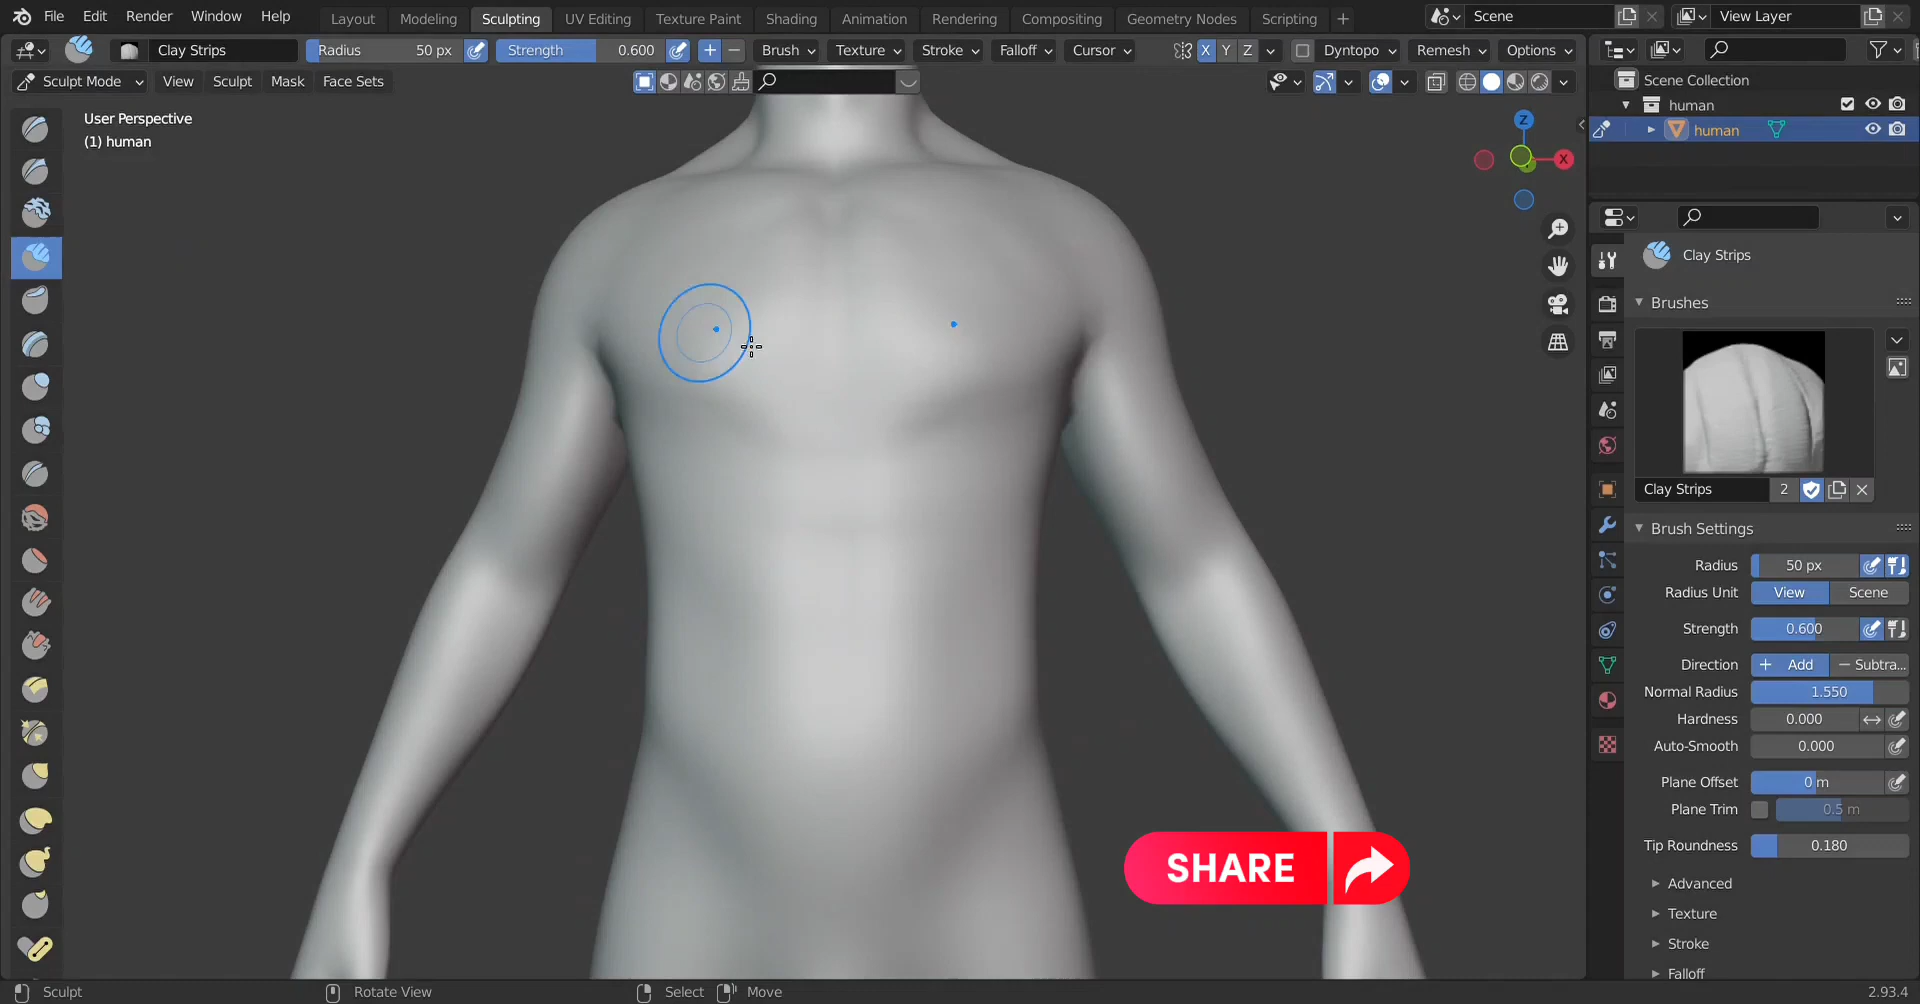 File Edit Render Window Help Layout Modeling Sculpting UV Editing Texture Paint Shading Animation Rendering Compositing Geometry Nodes Scripting + Scene View Layer
Clay Strips Radius 50 px Strength 0.600 Brush Texture Stroke Falloff Cursor X Y Z Dyntopo Remesh Options
Sculpt Mode View Sculpt Mask Face Sets
Scene Collection
human
human
User Perspective
(1) human
Z
X
Clay Strips
Brushes
Clay Strips 2
Brush Settings
Radius 50 px
Radius Unit View Scene
Strength 0.600
Direction + Add − Subtra...
Normal Radius 1.550
Hardness 0.000
Auto-Smooth 0.000
Plane Offset 0 m
Plane Trim 0.5 m
Tip Roundness 0.180
Advanced
Texture
Stroke
Falloff
SHARE
Sculpt Rotate View Select Move 2.93.4